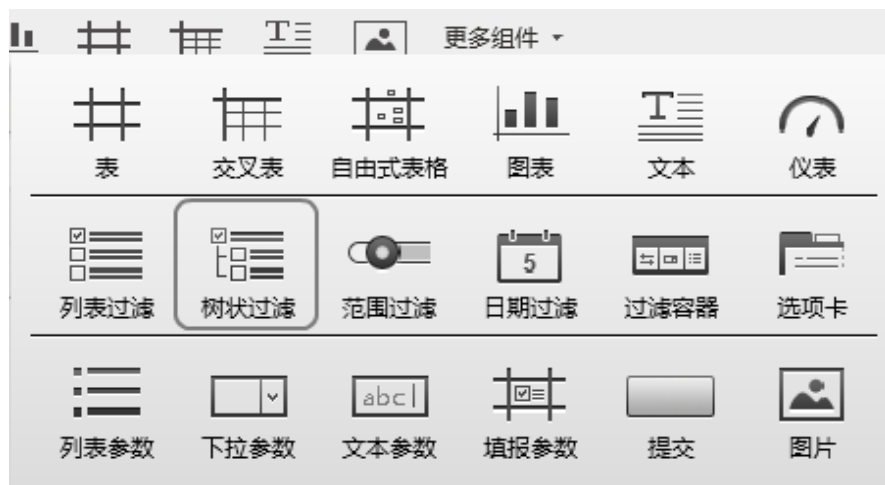 更多组件
表 交叉表 自由式表格 图表 文本 仪表
5
列表过滤 树状过滤 范围过滤 日期过滤 过滤容器 选项卡
abc
列表参数 下拉参数 文本参数 填报参数 提交 图片